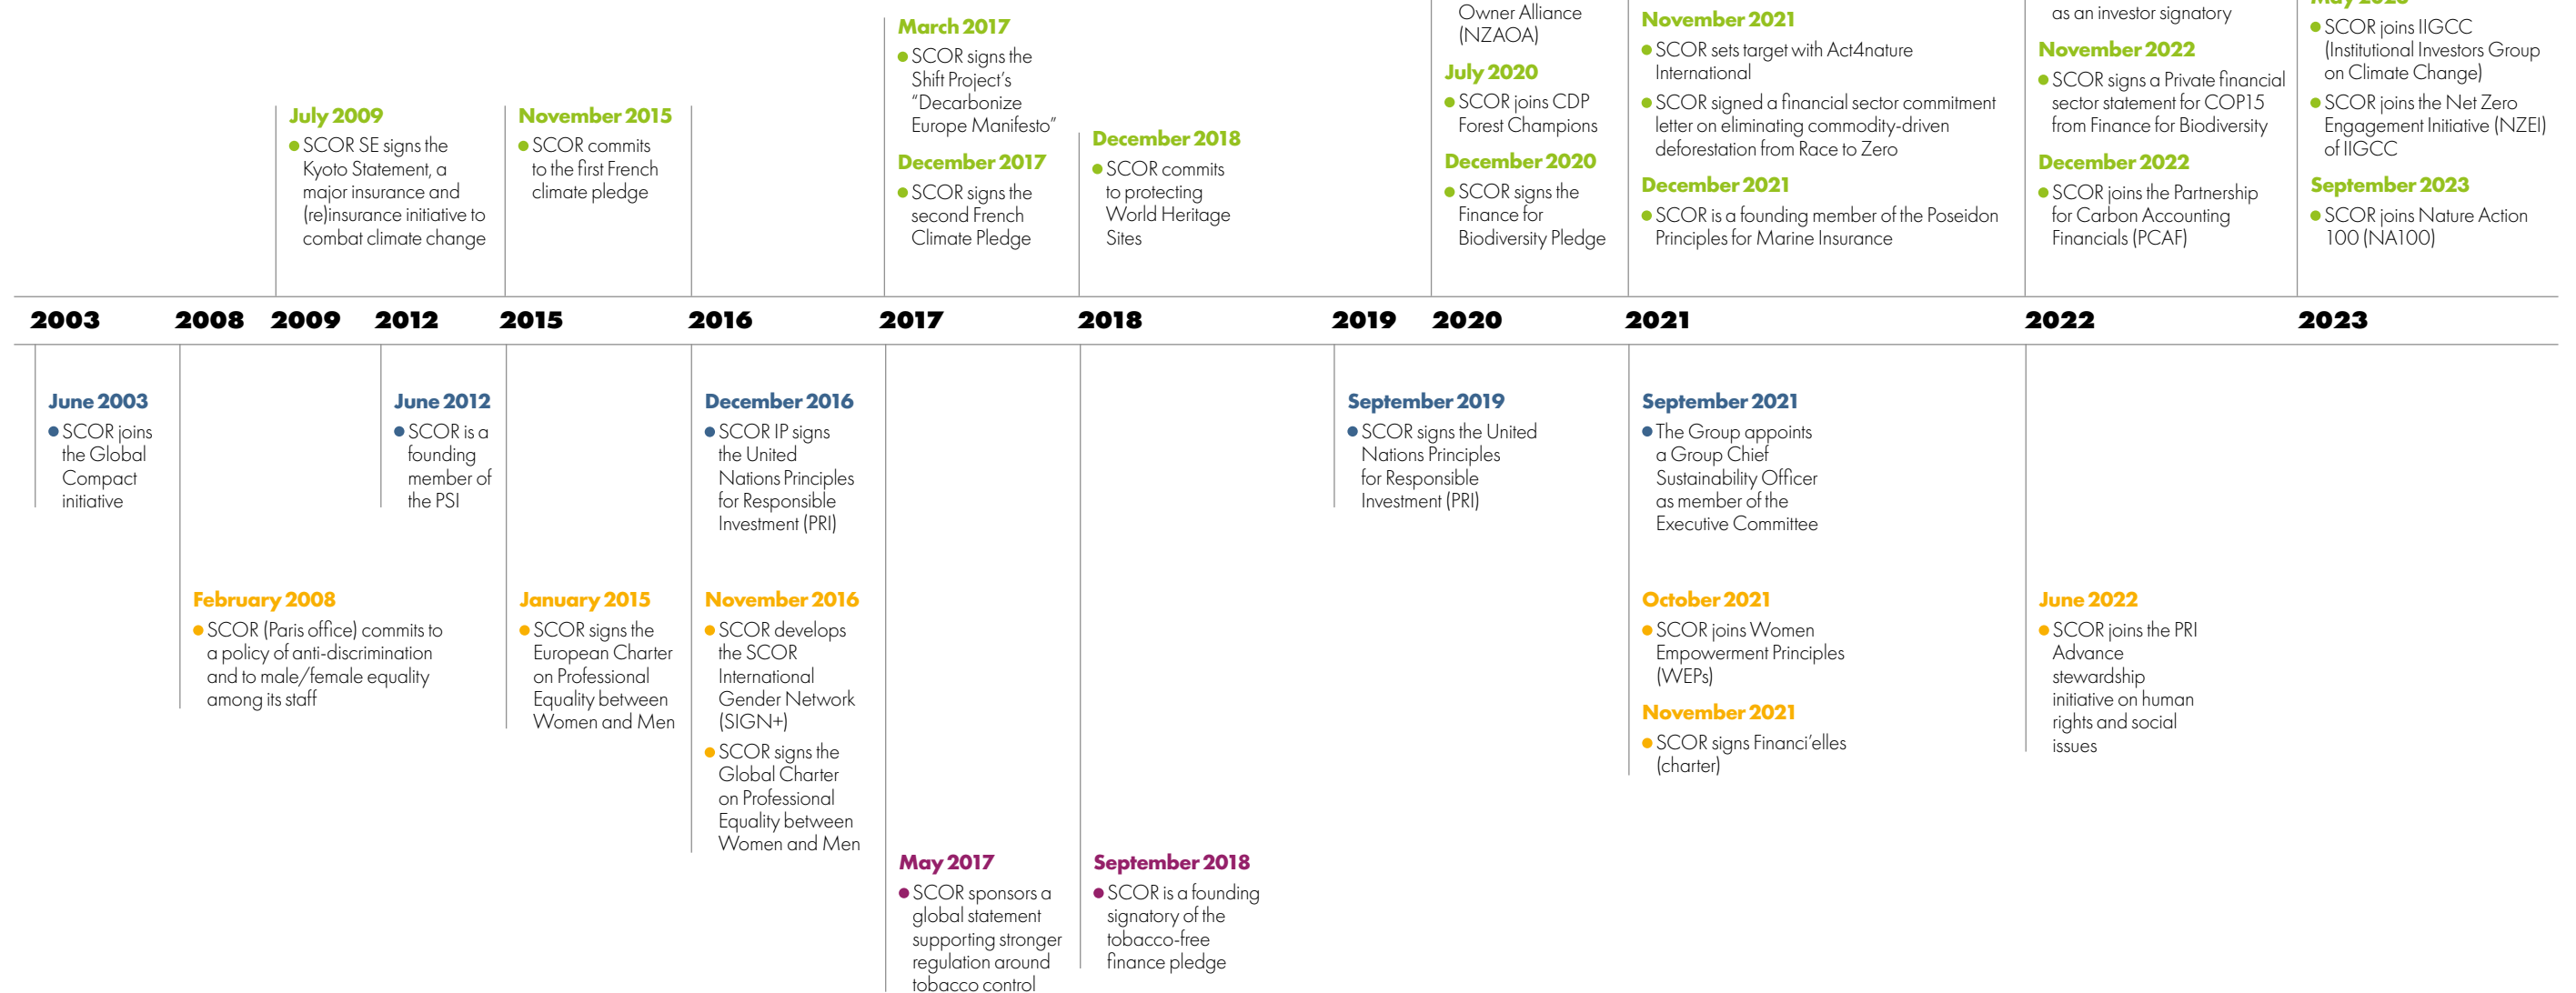 July 2009
SCOR SE signs the
Kyoto Statement, a
major insurance and
(re)insurance initiative to
combat climate change
November 2015
SCOR commits
to the first French
climate pledge
March 2017
SCOR signs the
Shift Project's
"Decarbonize
Europe Manifesto"
December 2017
SCOR signs the
second French
Climate Pledge
December 2018
SCOR commits
to protecting
World Heritage
Sites
Owner Alliance
(NZAOA)
July 2020
SCOR joins CDP
Forest Champions
December 2020
SCOR signs the
Finance for
Biodiversity Pledge
November 2021
SCOR sets target with Act4nature
International
SCOR signed a financial sector commitment
letter on eliminating commodity-driven
deforestation from Race to Zero
December 2021
SCOR is a founding member of the Poseidon
Principles for Marine Insurance
as an investor signatory
November 2022
SCOR signs a Private financial
sector statement for COP15
from Finance for Biodiversity
December 2022
SCOR joins the Partnership
for Carbon Accounting
Financials (PCAF)
May 2023
SCOR joins IIGCC
(Institutional Investors Group
on Climate Change)
SCOR joins the Net Zero
Engagement Initiative (NZEI)
of IIGCC
September 2023
SCOR joins Nature Action
100 (NA100)
2003 2008 2009 2012 2015 2016 2017 2018 2019 2020 2021 2022 2023
June 2003
SCOR joins
the Global
Compact
initiative
June 2012
SCOR is a
founding
member of
the PSI
December 2016
SCOR IP signs
the United
Nations Principles
for Responsible
Investment (PRI)
September 2019
SCOR signs the United
Nations Principles
for Responsible
Investment (PRI)
September 2021
The Group appoints
a Group Chief
Sustainability Officer
as member of the
Executive Committee
February 2008
SCOR (Paris office) commits to
a policy of anti-discrimination
and to male/female equality
among its staff
January 2015
SCOR signs the
European Charter
on Professional
Equality between
Women and Men
November 2016
SCOR develops
the SCOR
International
Gender Network
(SIGN+)
SCOR signs the
Global Charter
on Professional
Equality between
Women and Men
October 2021
SCOR joins Women
Empowerment Principles
(WEPs)
November 2021
SCOR signs Financi'elles
(charter)
June 2022
SCOR joins the PRI
Advance
stewardship
initiative on human
rights and social
issues
May 2017
SCOR sponsors a
global statement
supporting stronger
regulation around
tobacco control
September 2018
SCOR is a founding
signatory of the
tobacco-free
finance pledge